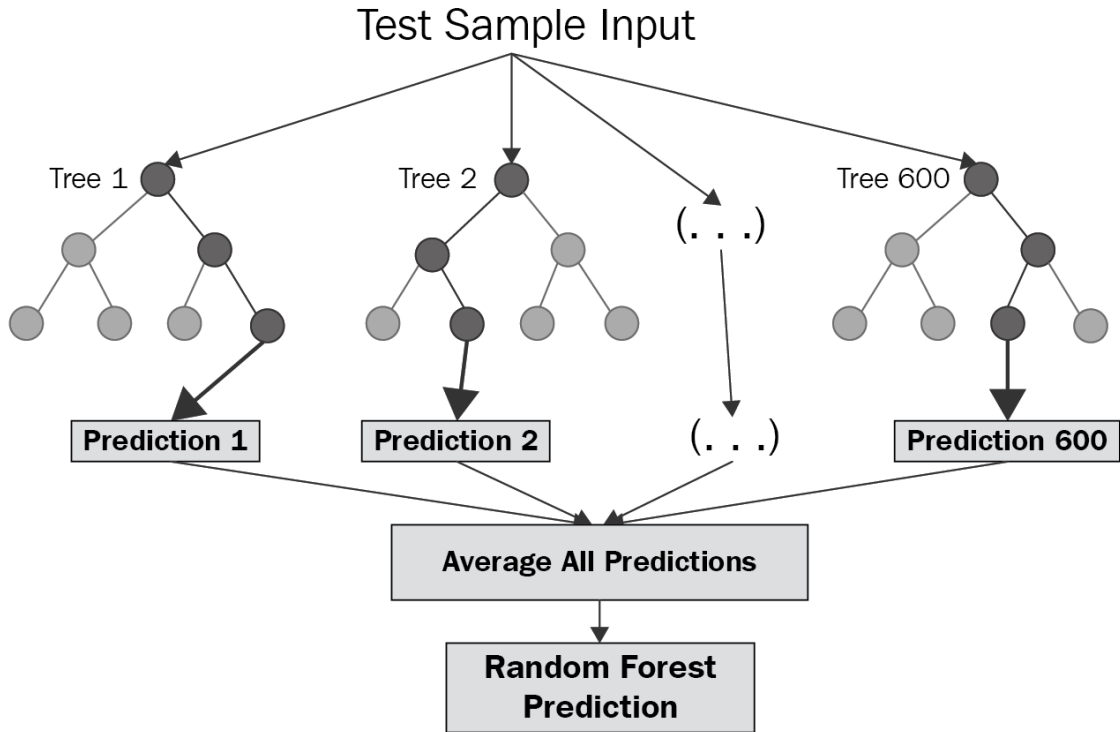 Test Sample Input
Tree 1
Tree 2
(. . .)
Tree 600
Prediction 1
Prediction 2
(. . .)
Prediction 600
Average All Predictions
Random Forest
Prediction